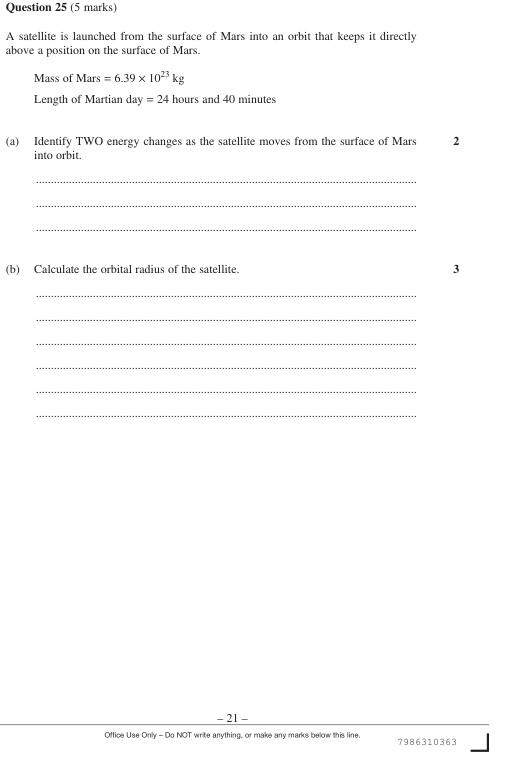 Question 25 (5 marks)
A satellite is launched from the surface of Mars into an orbit that keeps it directly
above a position on the surface of Mars.
Mass of Mars = 6.39 × 10²³ kg
Length of Martian day = 24 hours and 40 minutes
(a) Identify TWO energy changes as the satellite moves from the surface of Mars 2
into orbit.
(b) Calculate the orbital radius of the satellite. 3
– 21 –
Office Use Only – Do NOT write anything, or make any marks below this line.
7986310363